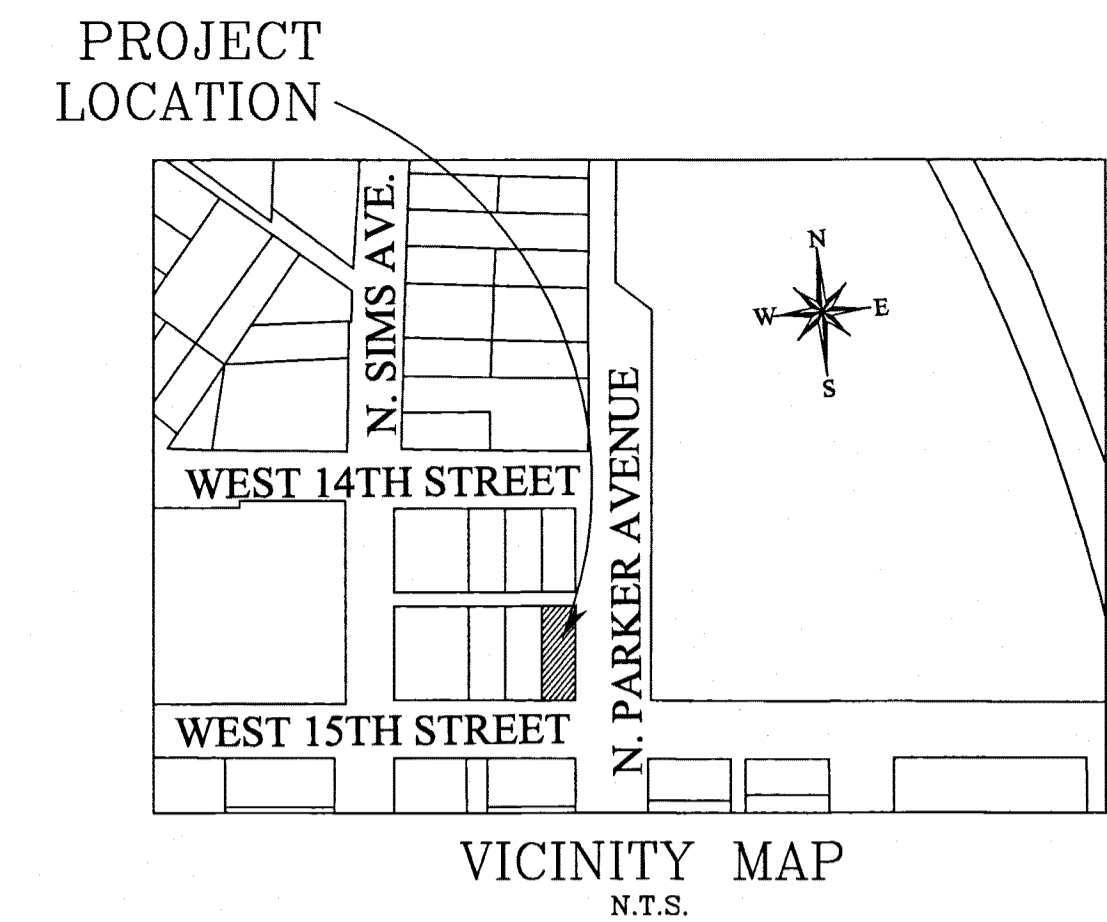 PROJECT
LOCATION
N. SIMS AVE.
N
W
E
S
WEST 14TH STREET
N. PARKER AVENUE
WEST 15TH STREET
VICINITY MAP
N.T.S.